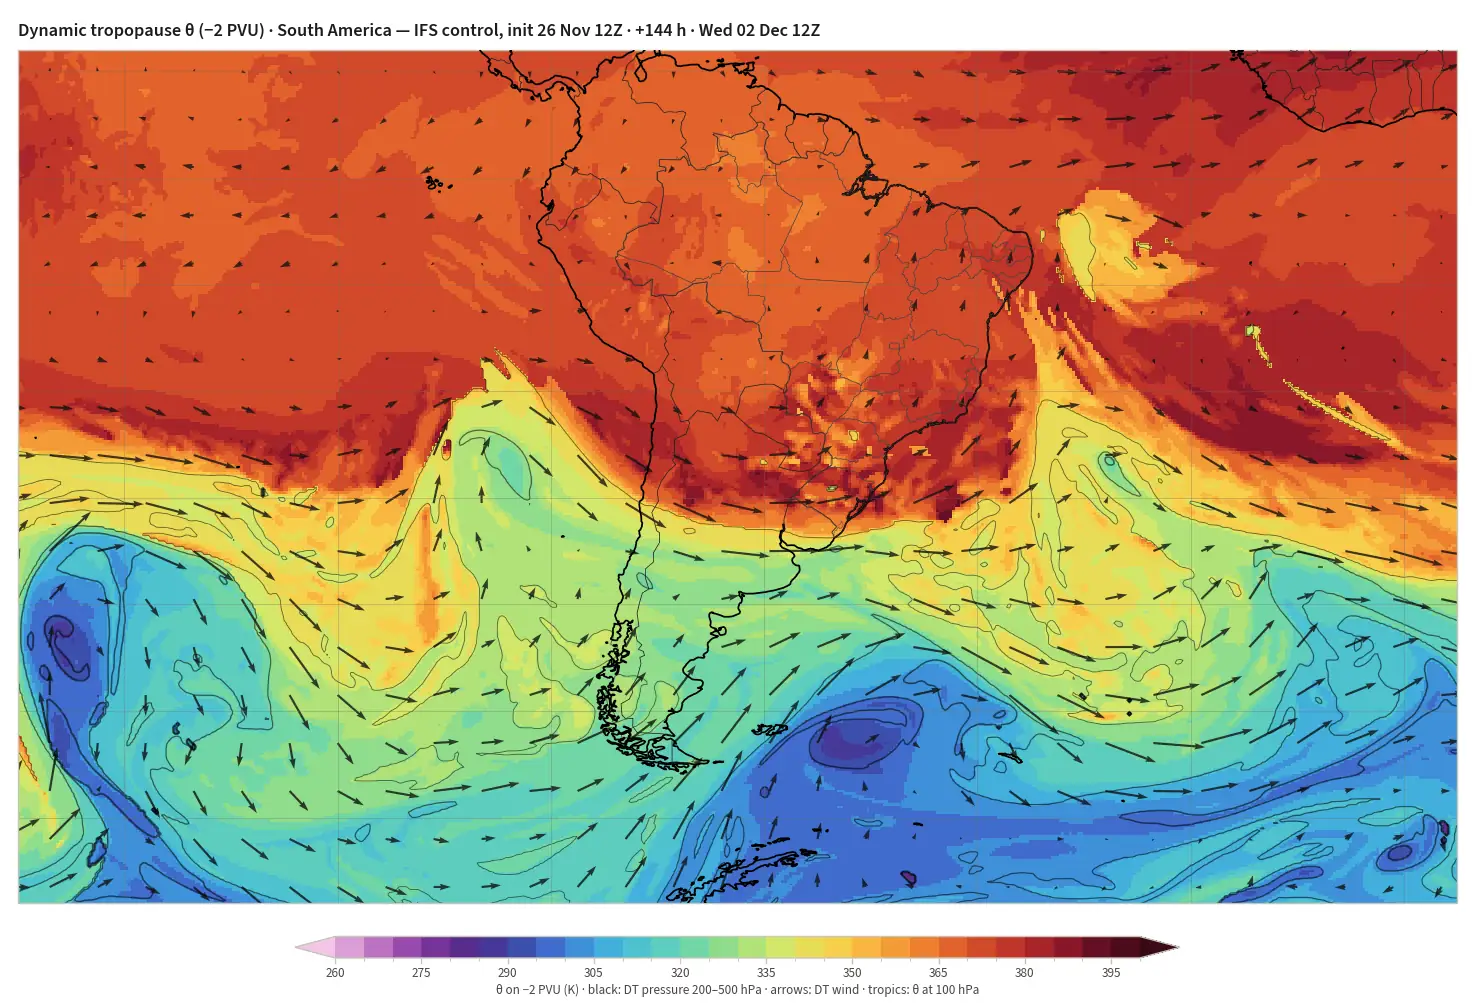 Dynamic tropopause θ (−2 PVU) · South America — IFS control, init 26 Nov 12Z · +144 h · Wed 02 Dec 12Z
260 275 290 305 320 335 350 365 380 395
θ on −2 PVU (K) · black: DT pressure 200–500 hPa · arrows: DT wind · tropics: θ at 100 hPa